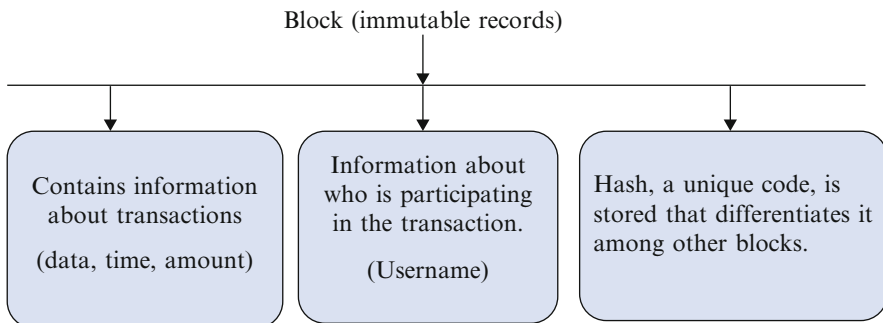 Block (immutable records)
Contains information
about transactions
(data, time, amount)
Information about
who is participating
in the transaction.
(Username)
Hash, a unique code, is
stored that differentiates it
among other blocks.